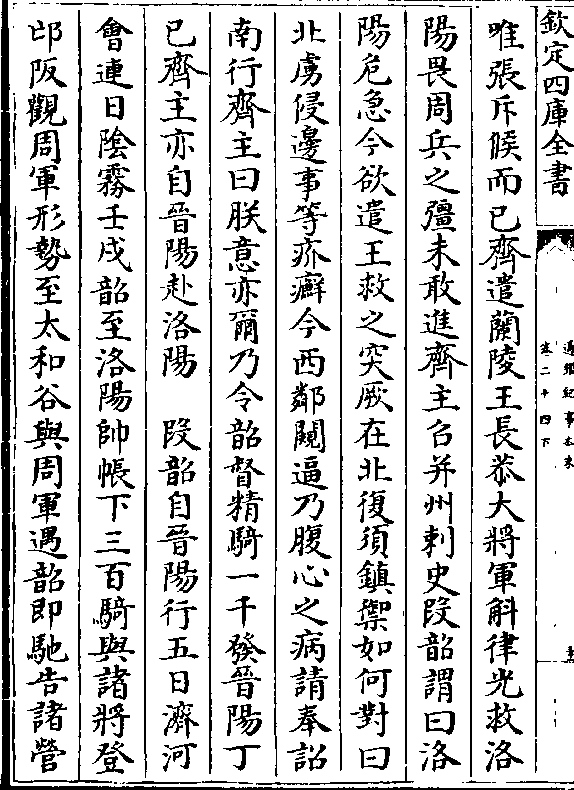 欽定四庫全書
通鑑紀事本末
卷二十四下
唯張斥候而已齊遣蘭陵王長恭大將軍斛律光救洛
陽畏周兵之彊未敢進齊主召并州刺史段韶謂曰洛
陽危急今欲遣王救之突厥在北復須鎮禦如何對曰
北虜侵邊事等疥癬今西鄰闚逼乃腹心之病請奉詔
南行齊主曰朕意亦爾乃令韶督精騎一千發晉陽丁
已齊主亦自晉陽赴洛陽　段韶自晉陽行五日濟河
會連日陰霧壬戌韶至洛陽帥帳下三百騎與諸將登
邙阪觀周軍形勢至太和谷與周軍遇韶即馳告諸營